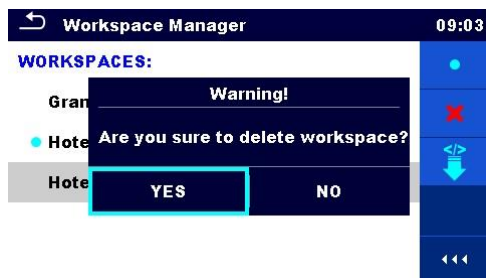 Workspace Manager 09:03
WORKSPACES:
Gran
Hote
Hote
Warning!
Are you sure to delete workspace?
YES NO